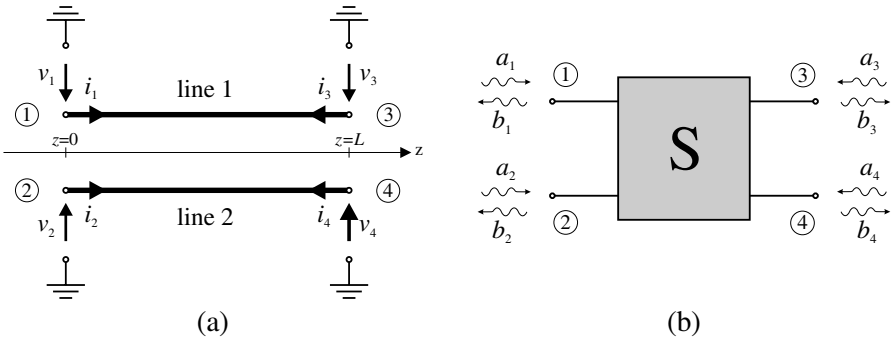 v₁ i₁ line 1 i₃ v₃
① ③
z=0 z=L z
② ④
v₂ i₂ line 2 i₄ v₄
(a)
a₁ ① ③ a₃
b₁ b₃
S
a₂ a₄
b₂ ② ④ b₄
(b)